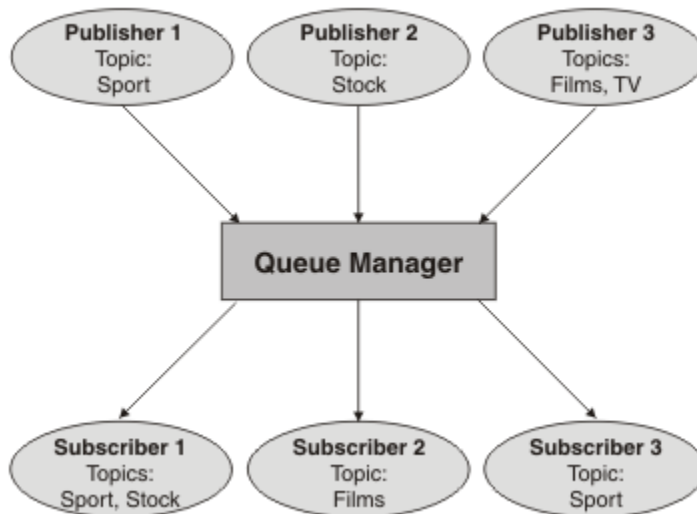 Publisher 1
Topic:
Sport
Publisher 2
Topic:
Stock
Publisher 3
Topics:
Films, TV
Queue Manager
Subscriber 1
Topics:
Sport, Stock
Subscriber 2
Topic:
Films
Subscriber 3
Topic:
Sport